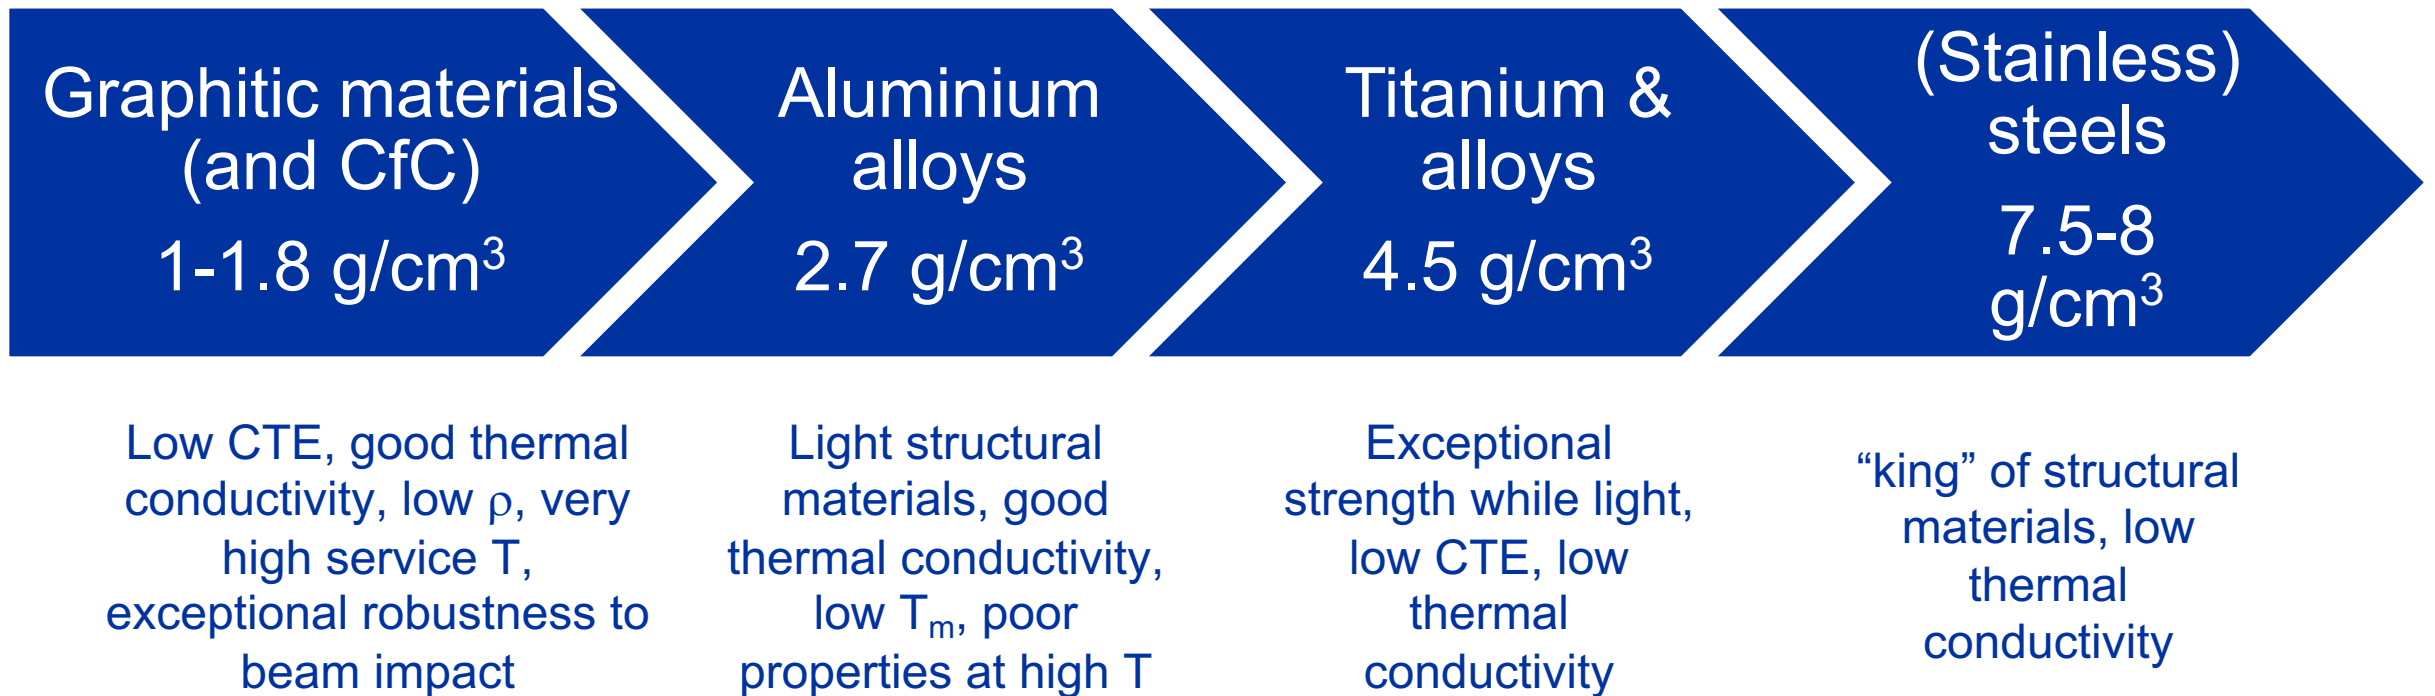 Graphitic materials
(and CfC)
1-1.8 g/cm³
Aluminium
alloys
2.7 g/cm³
Titanium &
alloys
4.5 g/cm³
(Stainless)
steels
7.5-8
g/cm³
Low CTE, good thermal
conductivity, low ρ, very
high service T,
exceptional robustness to
beam impact
Light structural
materials, good
thermal conductivity,
low Tₘ, poor
properties at high T
Exceptional
strength while light,
low CTE, low
thermal
conductivity
“king” of structural
materials, low
thermal
conductivity